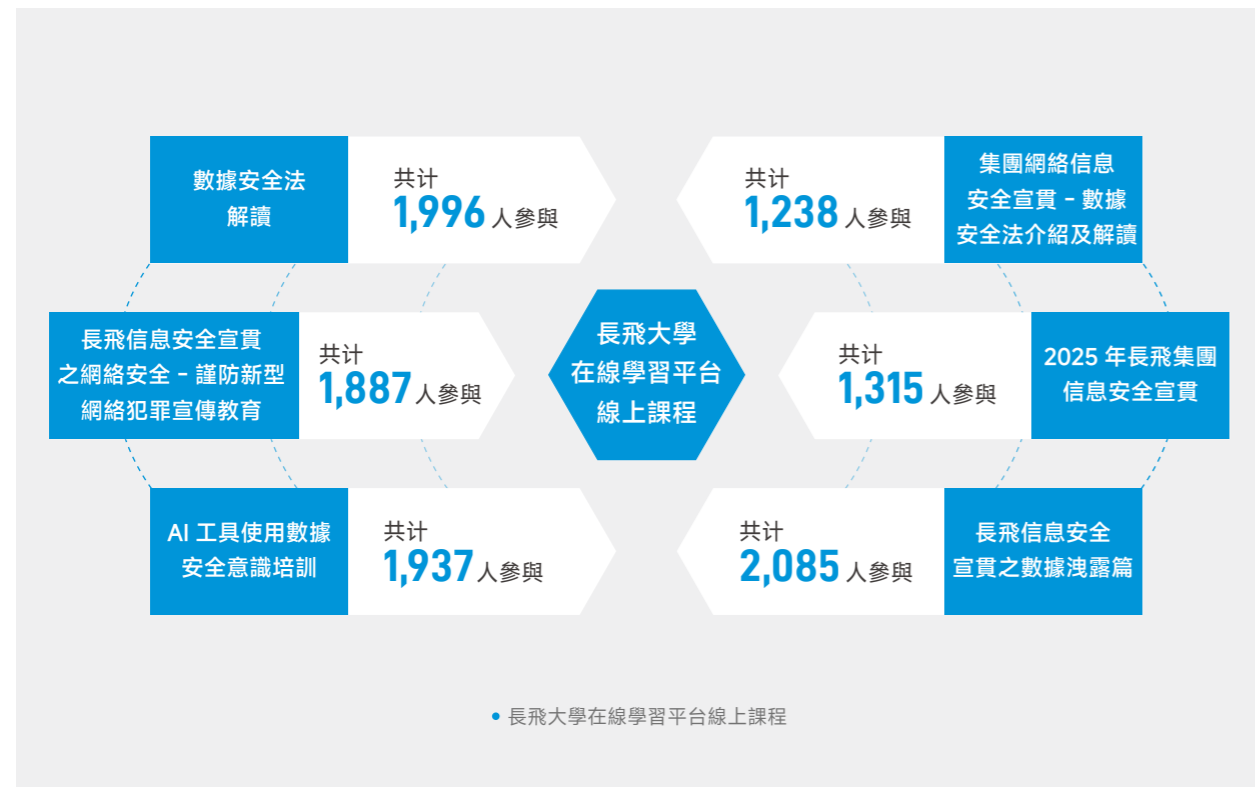 數據安全法
解讀
共计
1,996 人參與
共计
1,238 人參與
集團網絡信息
安全宣貫 - 數據
安全法介紹及解讀
長飛信息安全宣貫
之網絡安全 - 謹防新型
網絡犯罪宣傳教育
共计
1,887 人參與
長飛大學
在線學習平台
線上課程
共计
1,315 人參與
2025 年長飛集團
信息安全宣貫
AI 工具使用數據
安全意識培訓
共计
1,937 人參與
共计
2,085 人參與
長飛信息安全
宣貫之數據洩露篇
• 長飛大學在線學習平台線上課程